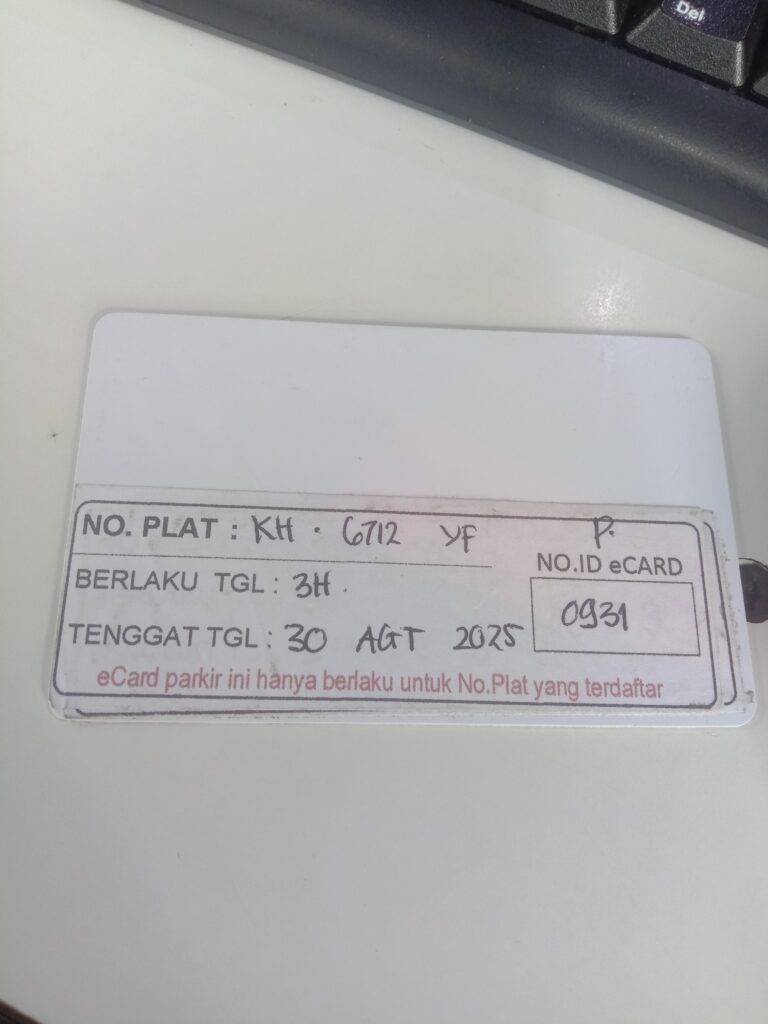 Del
NO. PLAT : KH · 6712 YF
P.
NO.ID eCARD
BERLAKU TGL : 3H.
0931
TENGGAT TGL : 30 AGT 2025
eCard parkir ini hanya berlaku untuk No.Plat yang terdaftar